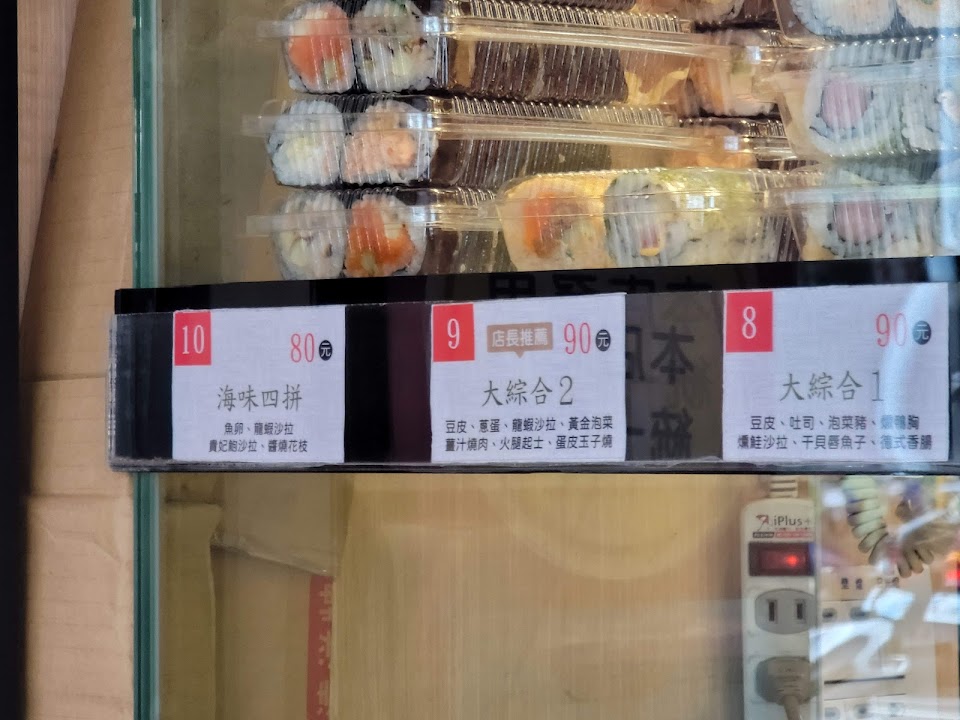 10
80元
海味四拼
魚卵、龍蝦沙拉
貴妃鮑沙拉、醬燒花枝
9
店長推薦
90元
大綜合2
豆皮、蔥蛋、龍蝦沙拉、黃金泡菜
薑汁燒肉、火腿起士、蛋皮玉子燒
8
90元
大綜合1
豆皮、吐司、泡菜豬、燻鴨胸
燻鮭沙拉、干貝唇魚子、德式香腸
iPlus+